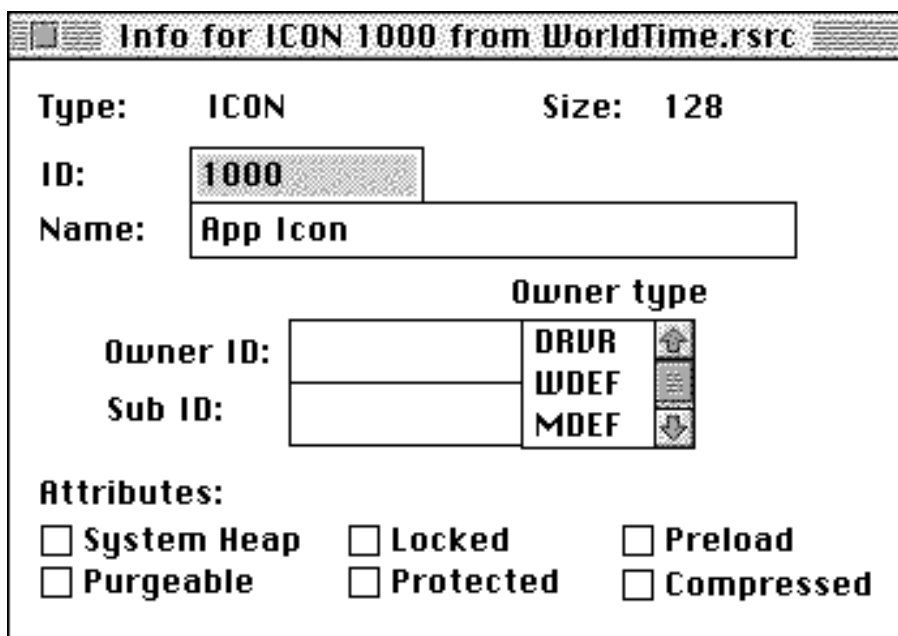 Info for ICON 1000 from WorldTime.rsrc
Type: ICON Size: 128
ID: 1000
Name: App Icon
Owner type
Owner ID: DRVR
WDEF
Sub ID: MDEF
Attributes:
System Heap Locked Preload
Purgeable Protected Compressed